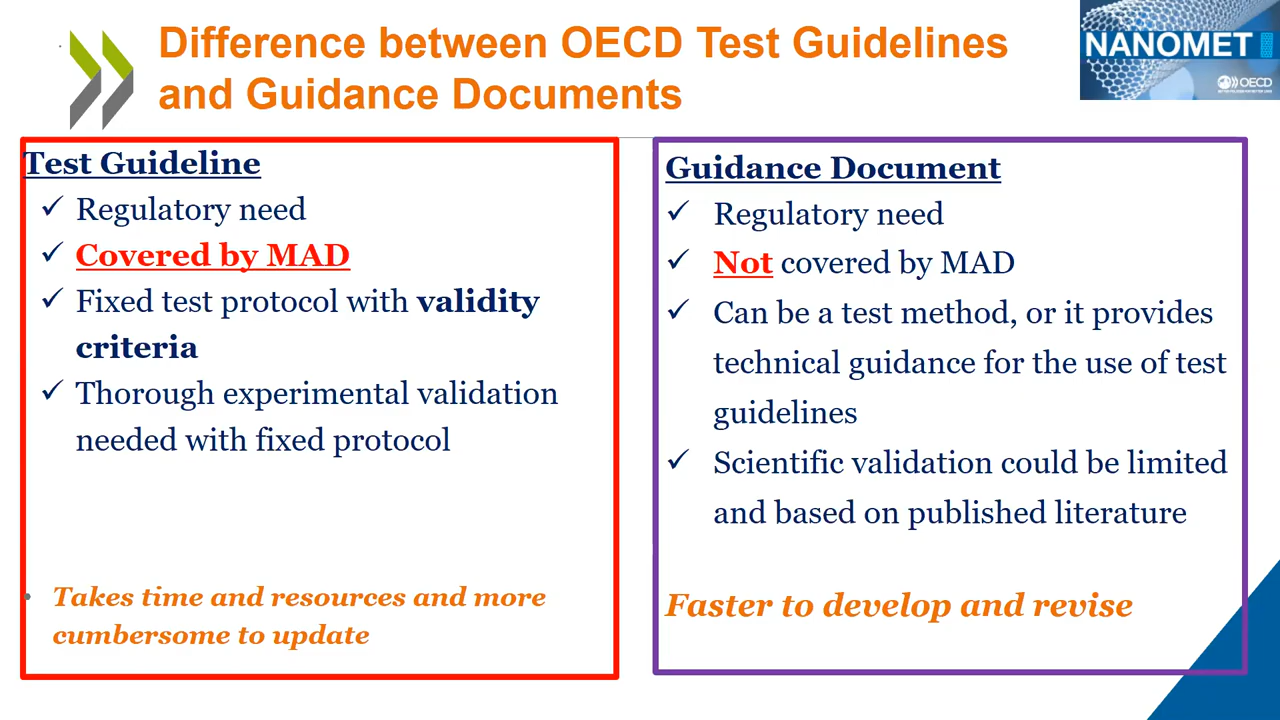 Difference between OECD Test Guidelines
and Guidance Documents
NANOMET
OECD
Test Guideline
✓ Regulatory need
✓ Covered by MAD
✓ Fixed test protocol with validity
criteria
✓ Thorough experimental validation
needed with fixed protocol
• Takes time and resources and more
cumbersome to update
Guidance Document
✓ Regulatory need
✓ Not covered by MAD
✓ Can be a test method, or it provides
technical guidance for the use of test
guidelines
✓ Scientific validation could be limited
and based on published literature
Faster to develop and revise